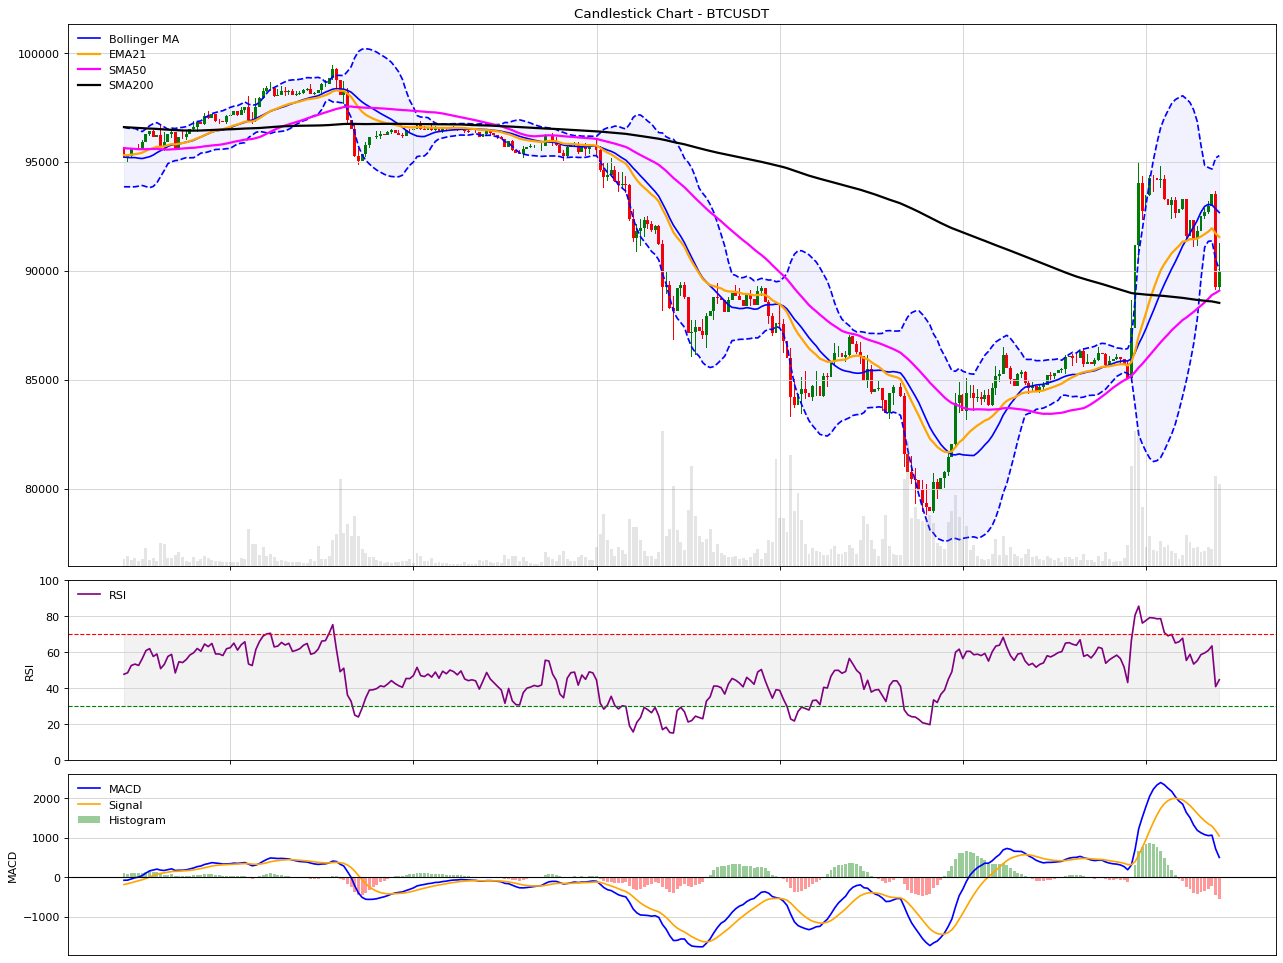 Candlestick Chart - BTCUSDT
Bollinger MA
EMA21
SMA50
SMA200
100000
95000
90000
85000
80000
RSI
RSI
100
80
60
40
20
0
MACD
Signal
Histogram
MACD
2000
1000
0
−1000